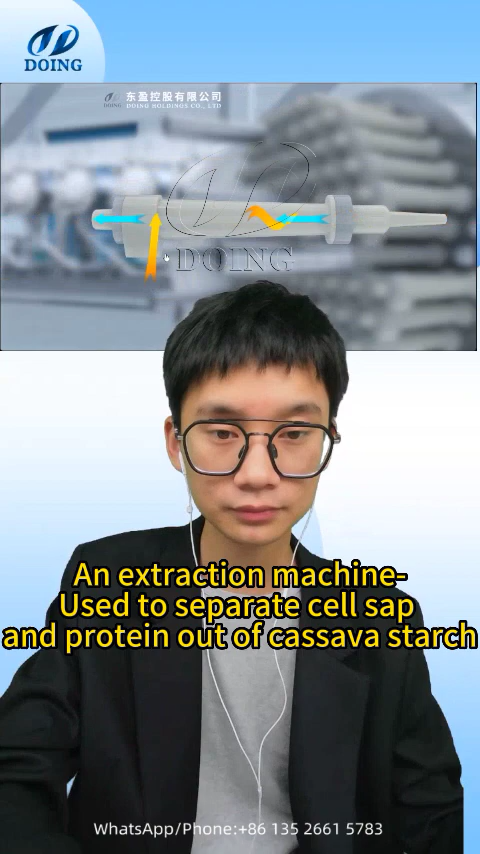 DOING
东盈控股有限公司
DOING HOLDINGS CO., LTD
DOING
DOING
An extraction machine-
Used to separate cell sap
and protein out of cassava starch
WhatsApp/Phone:+86 135 2661 5783